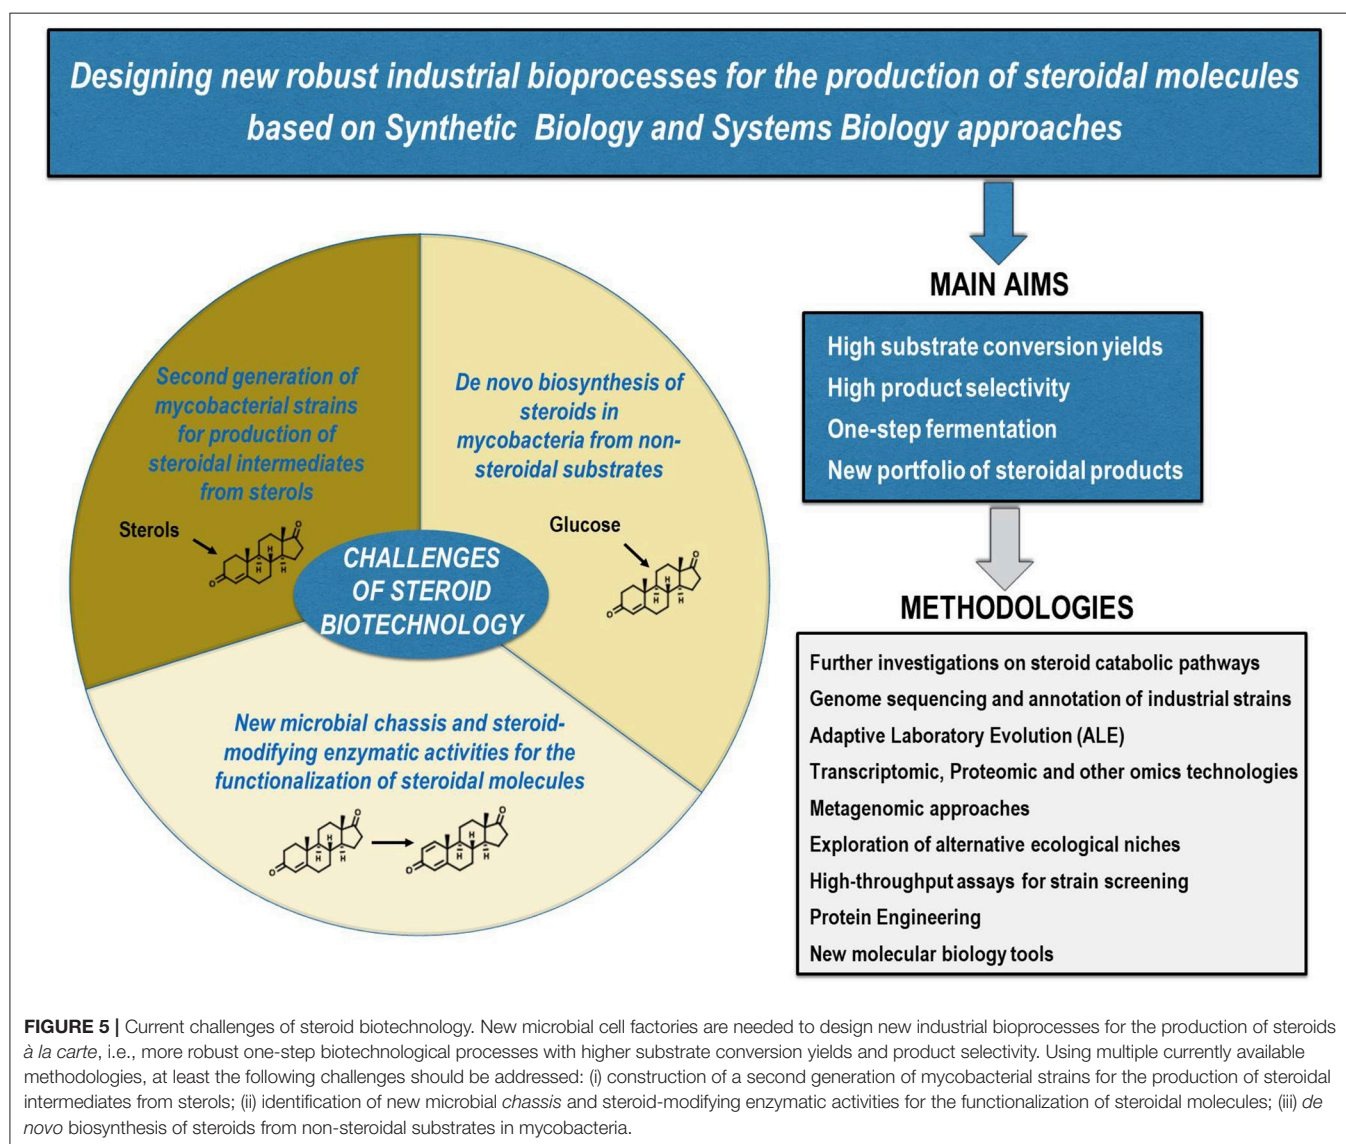 Designing new robust industrial bioprocesses for the production of steroidal molecules
based on Synthetic Biology and Systems Biology approaches
MAIN AIMS
High substrate conversion yields
High product selectivity
One-step fermentation
New portfolio of steroidal products
METHODOLOGIES
Further investigations on steroid catabolic pathways
Genome sequencing and annotation of industrial strains
Adaptive Laboratory Evolution (ALE)
Transcriptomic, Proteomic and other omics technologies
Metagenomic approaches
Exploration of alternative ecological niches
High-throughput assays for strain screening
Protein Engineering
New molecular biology tools
Second generation of
mycobacterial strains
for production of
steroidal intermediates
from sterols
Sterols
O
H
H
H
O
De novo biosynthesis of
steroids in
mycobacteria from non-
steroidal substrates
Glucose
O
H
H
H
O
CHALLENGES
OF STEROID
BIOTECHNOLOGY
New microbial chassis and steroid-
modifying enzymatic activities for the
functionalization of steroidal molecules
O
H
H
H
O
O
H
H
H
O
FIGURE 5 | Current challenges of steroid biotechnology. New microbial cell factories are needed to design new industrial bioprocesses for the production of steroids
à la carte, i.e., more robust one-step biotechnological processes with higher substrate conversion yields and product selectivity. Using multiple currently available
methodologies, at least the following challenges should be addressed: (i) construction of a second generation of mycobacterial strains for the production of steroidal
intermediates from sterols; (ii) identification of new microbial chassis and steroid-modifying enzymatic activities for the functionalization of steroidal molecules; (iii) de
novo biosynthesis of steroids from non-steroidal substrates in mycobacteria.